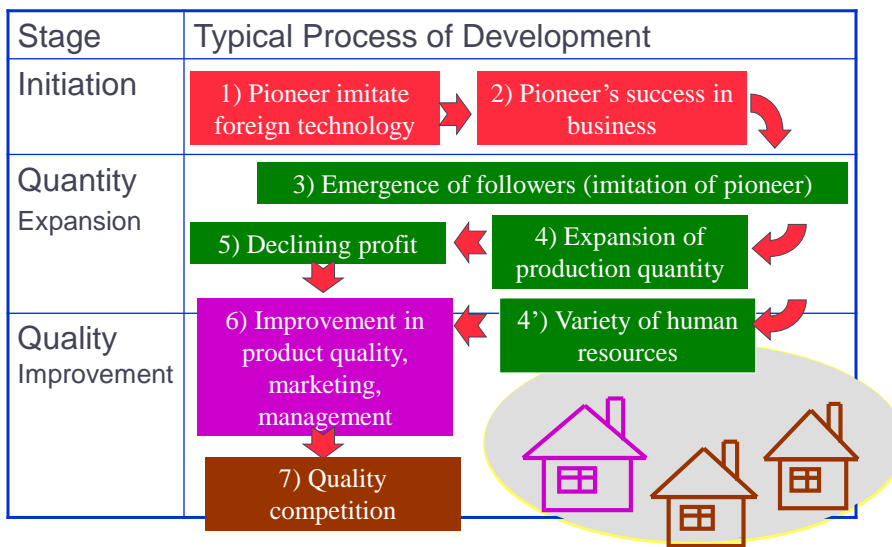 Stage
Typical Process of Development
Initiation
1) Pioneer imitate
foreign technology
2) Pioneer's success in
business
Quantity
Expansion
3) Emergence of followers (imitation of pioneer)
4) Expansion of
production quantity
5) Declining profit
Quality
Improvement
4') Variety of human
resources
6) Improvement in
product quality,
marketing,
management
7) Quality
competition